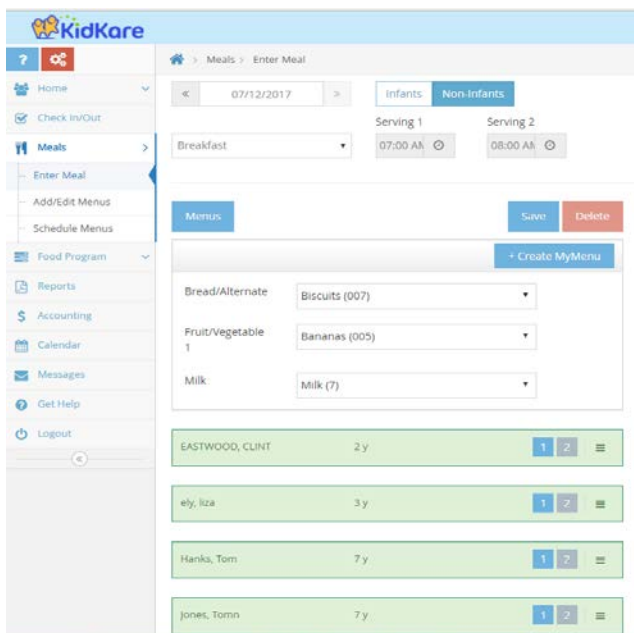 KidKare
?
Home
Meals > Enter Meal
« 07/12/2017 »
Infants Non-Infants
Check In/Out
Serving 1 Serving 2
Meals
Breakfast
07:00 AM
08:00 AM
Enter Meal
Add/Edit Menus
Schedule Menus
Menus
Save
Delete
Food Program
+ Create MyMenu
Reports
Accounting
Calendar
Messages
Get Help
Logout
Bread/Alternate
Biscuits (007)
Fruit/Vegetable
1
Bananas (005)
Milk
Milk (7)
EASTWOOD, CLINT 2 y 1 2
ely, liza 3 y 1 2
Hanks, Tom 7 y 1 2
Jones, Tomn 7 y 1 2